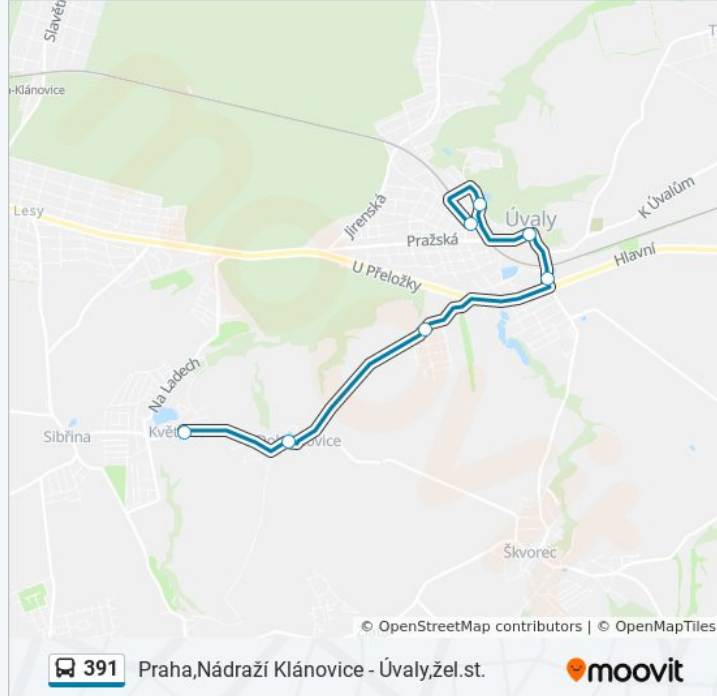 Slavět
a-Klánovice
Lesy
Jirenská
Pražská
Úvaly
K Úvalům
Hlavní
U Přeložky
Na Ladech
Sibřina
Květ
Škvorec
© OpenStreetMap contributors | © OpenMapTiles
391 Praha,Nádraží Klánovice - Úvaly,žel.st.
moovit